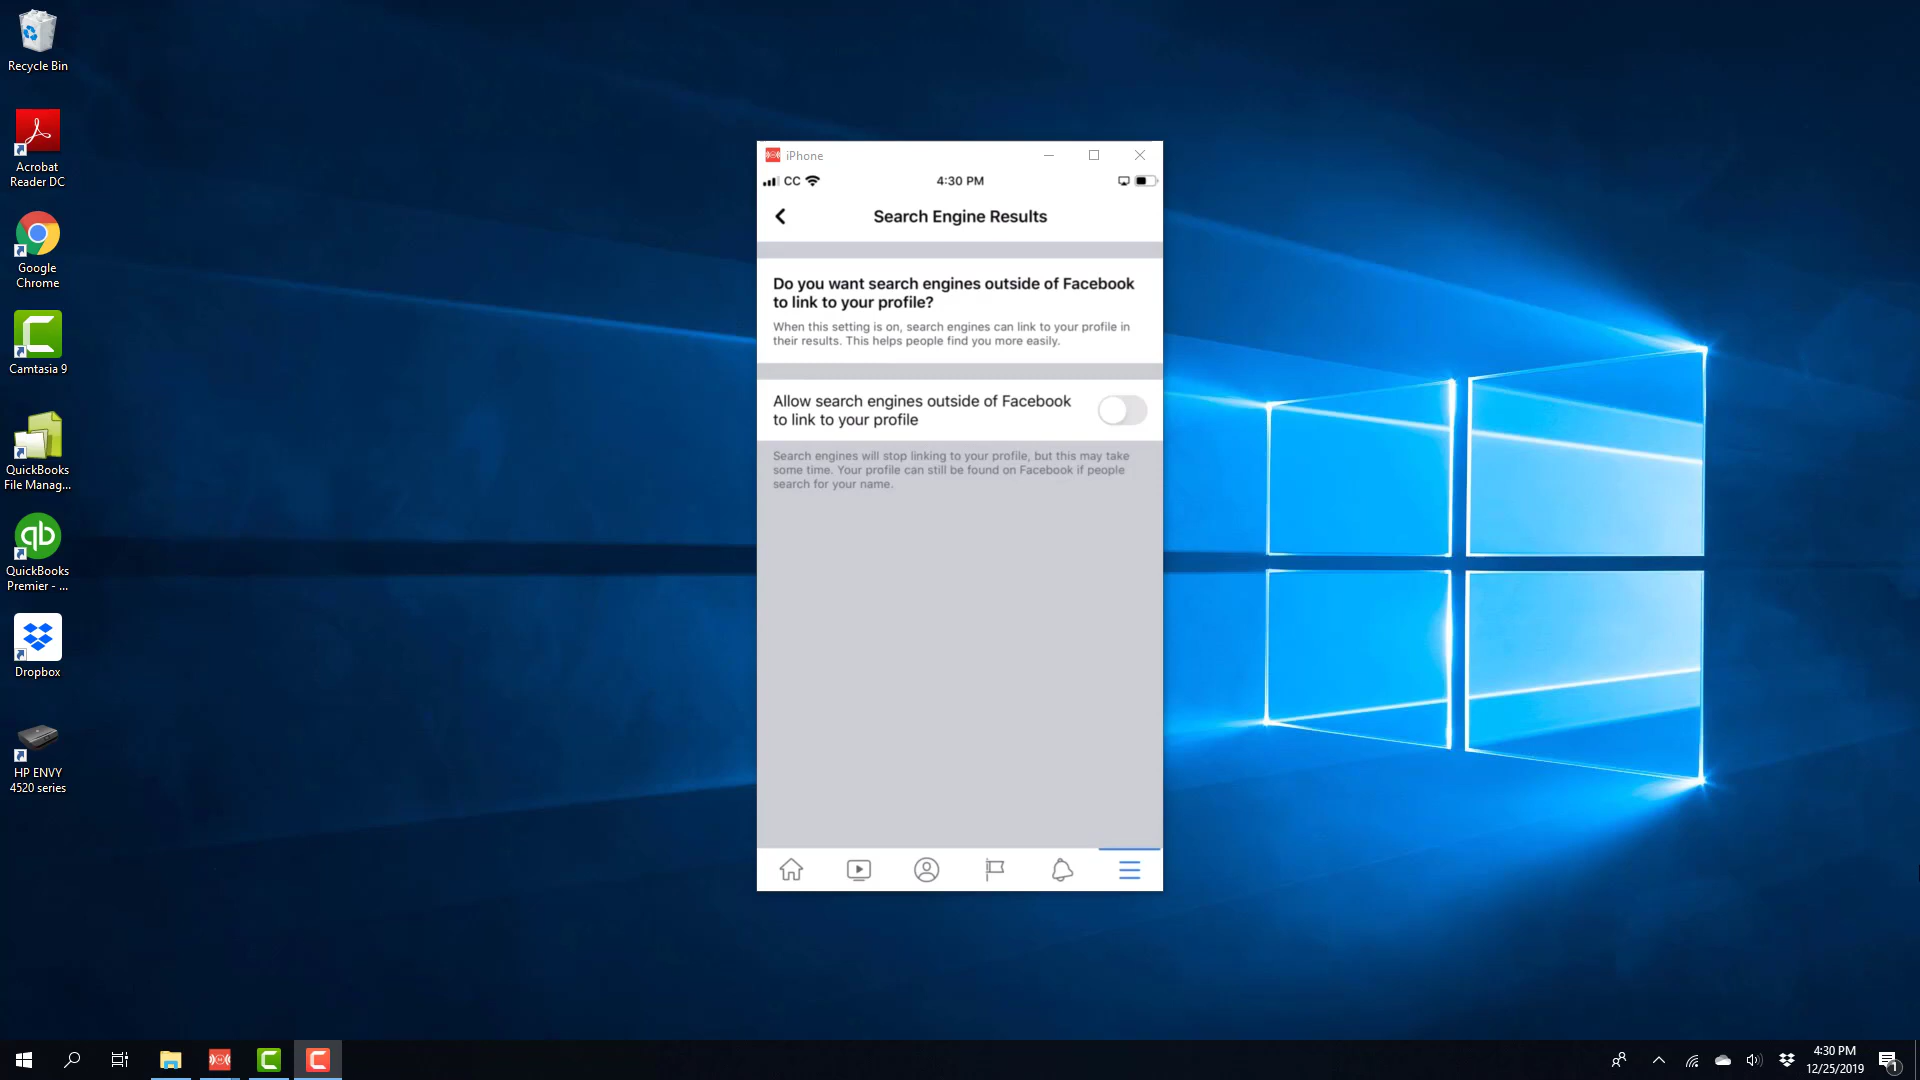 Recycle Bin
Acrobat
Reader DC
Google
Chrome
Camtasia 9
QuickBooks
File Manag...
QuickBooks
Premier - ...
Dropbox
HP ENVY
4520 series
iPhone
CC
4:30 PM
Search Engine Results
Do you want search engines outside of Facebook
to link to your profile?
When this setting is on, search engines can link to your profile in
their results. This helps people find you more easily.
Allow search engines outside of Facebook
to link to your profile
Search engines will stop linking to your profile, but this may take
some time. Your profile can still be found on Facebook if people
search for your name.
4:30 PM
12/25/2019
1